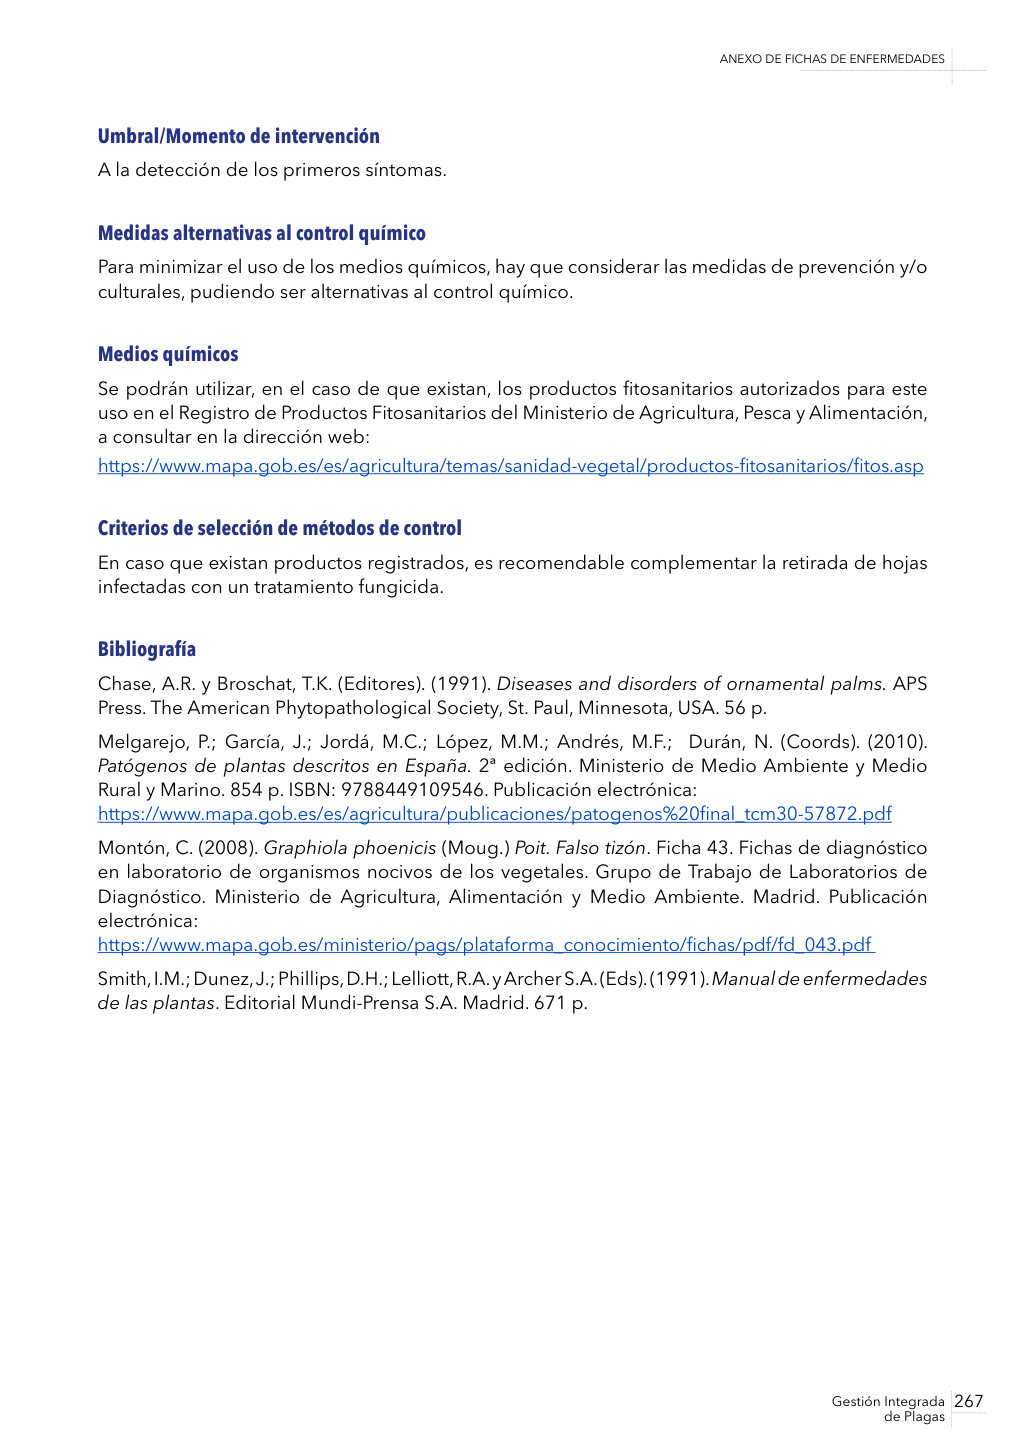 ANEXO DE FICHAS DE ENFERMEDADES
Umbral/Momento de intervención
A la detección de los primeros síntomas.
Medidas alternativas al control químico
Para minimizar el uso de los medios químicos, hay que considerar las medidas de prevención y/o
culturales, pudiendo ser alternativas al control químico.
Medios químicos
Se podrán utilizar, en el caso de que existan, los productos fitosanitarios autorizados para este
uso en el Registro de Productos Fitosanitarios del Ministerio de Agricultura, Pesca y Alimentación,
a consultar en la dirección web:
https://www.mapa.gob.es/es/agricultura/temas/sanidad-vegetal/productos-fitosanitarios/fitos.asp
Criterios de selección de métodos de control
En caso que existan productos registrados, es recomendable complementar la retirada de hojas
infectadas con un tratamiento fungicida.
Bibliografía
Chase, A.R. y Broschat, T.K. (Editores). (1991). Diseases and disorders of ornamental palms. APS
Press. The American Phytopathological Society, St. Paul, Minnesota, USA. 56 p.
Melgarejo, P.; García, J.; Jordá, M.C.; López, M.M.; Andrés, M.F.; Durán, N. (Coords). (2010).
Patógenos de plantas descritos en España. 2ª edición. Ministerio de Medio Ambiente y Medio
Rural y Marino. 854 p. ISBN: 9788449109546. Publicación electrónica:
https://www.mapa.gob.es/es/agricultura/publicaciones/patogenos%20final_tcm30-57872.pdf
Montón, C. (2008). Graphiola phoenicis (Moug.) Poit. Falso tizón. Ficha 43. Fichas de diagnóstico
en laboratorio de organismos nocivos de los vegetales. Grupo de Trabajo de Laboratorios de
Diagnóstico. Ministerio de Agricultura, Alimentación y Medio Ambiente. Madrid. Publicación
electrónica:
https://www.mapa.gob.es/ministerio/pags/plataforma_conocimiento/fichas/pdf/fd_043.pdf
Smith, I.M.; Dunez, J.; Phillips, D.H.; Lelliott, R.A. y Archer S.A. (Eds). (1991). Manual de enfermedades
de las plantas. Editorial Mundi-Prensa S.A. Madrid. 671 p.
Gestión Integrada 267
de Plagas